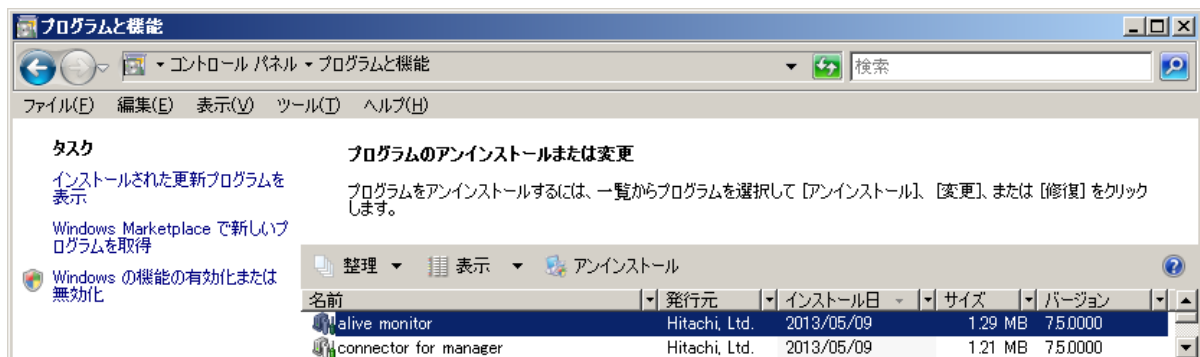 プログラムと機能
コントロール パネル ▾ プログラムと機能
検索
ファイル(F) 編集(E) 表示(V) ツール(T) ヘルプ(H)
タスク
インストールされた更新プログラムを
表示
Windows Marketplace で新しいプ
ログラムを取得
Windows の機能の有効化または
無効化
プログラムのアンインストールまたは変更
プログラムをアンインストールするには、一覧からプログラムを選択して [アンインストール]、[変更]、または [修復] をクリック
します。
整理 表示 アンインストール
名前 発行元 インストール日 サイズ バージョン
alive monitor Hitachi, Ltd. 2013/05/09 1.29 MB 7.5.0000
connector for manager Hitachi, Ltd. 2013/05/09 1.21 MB 7.5.0000